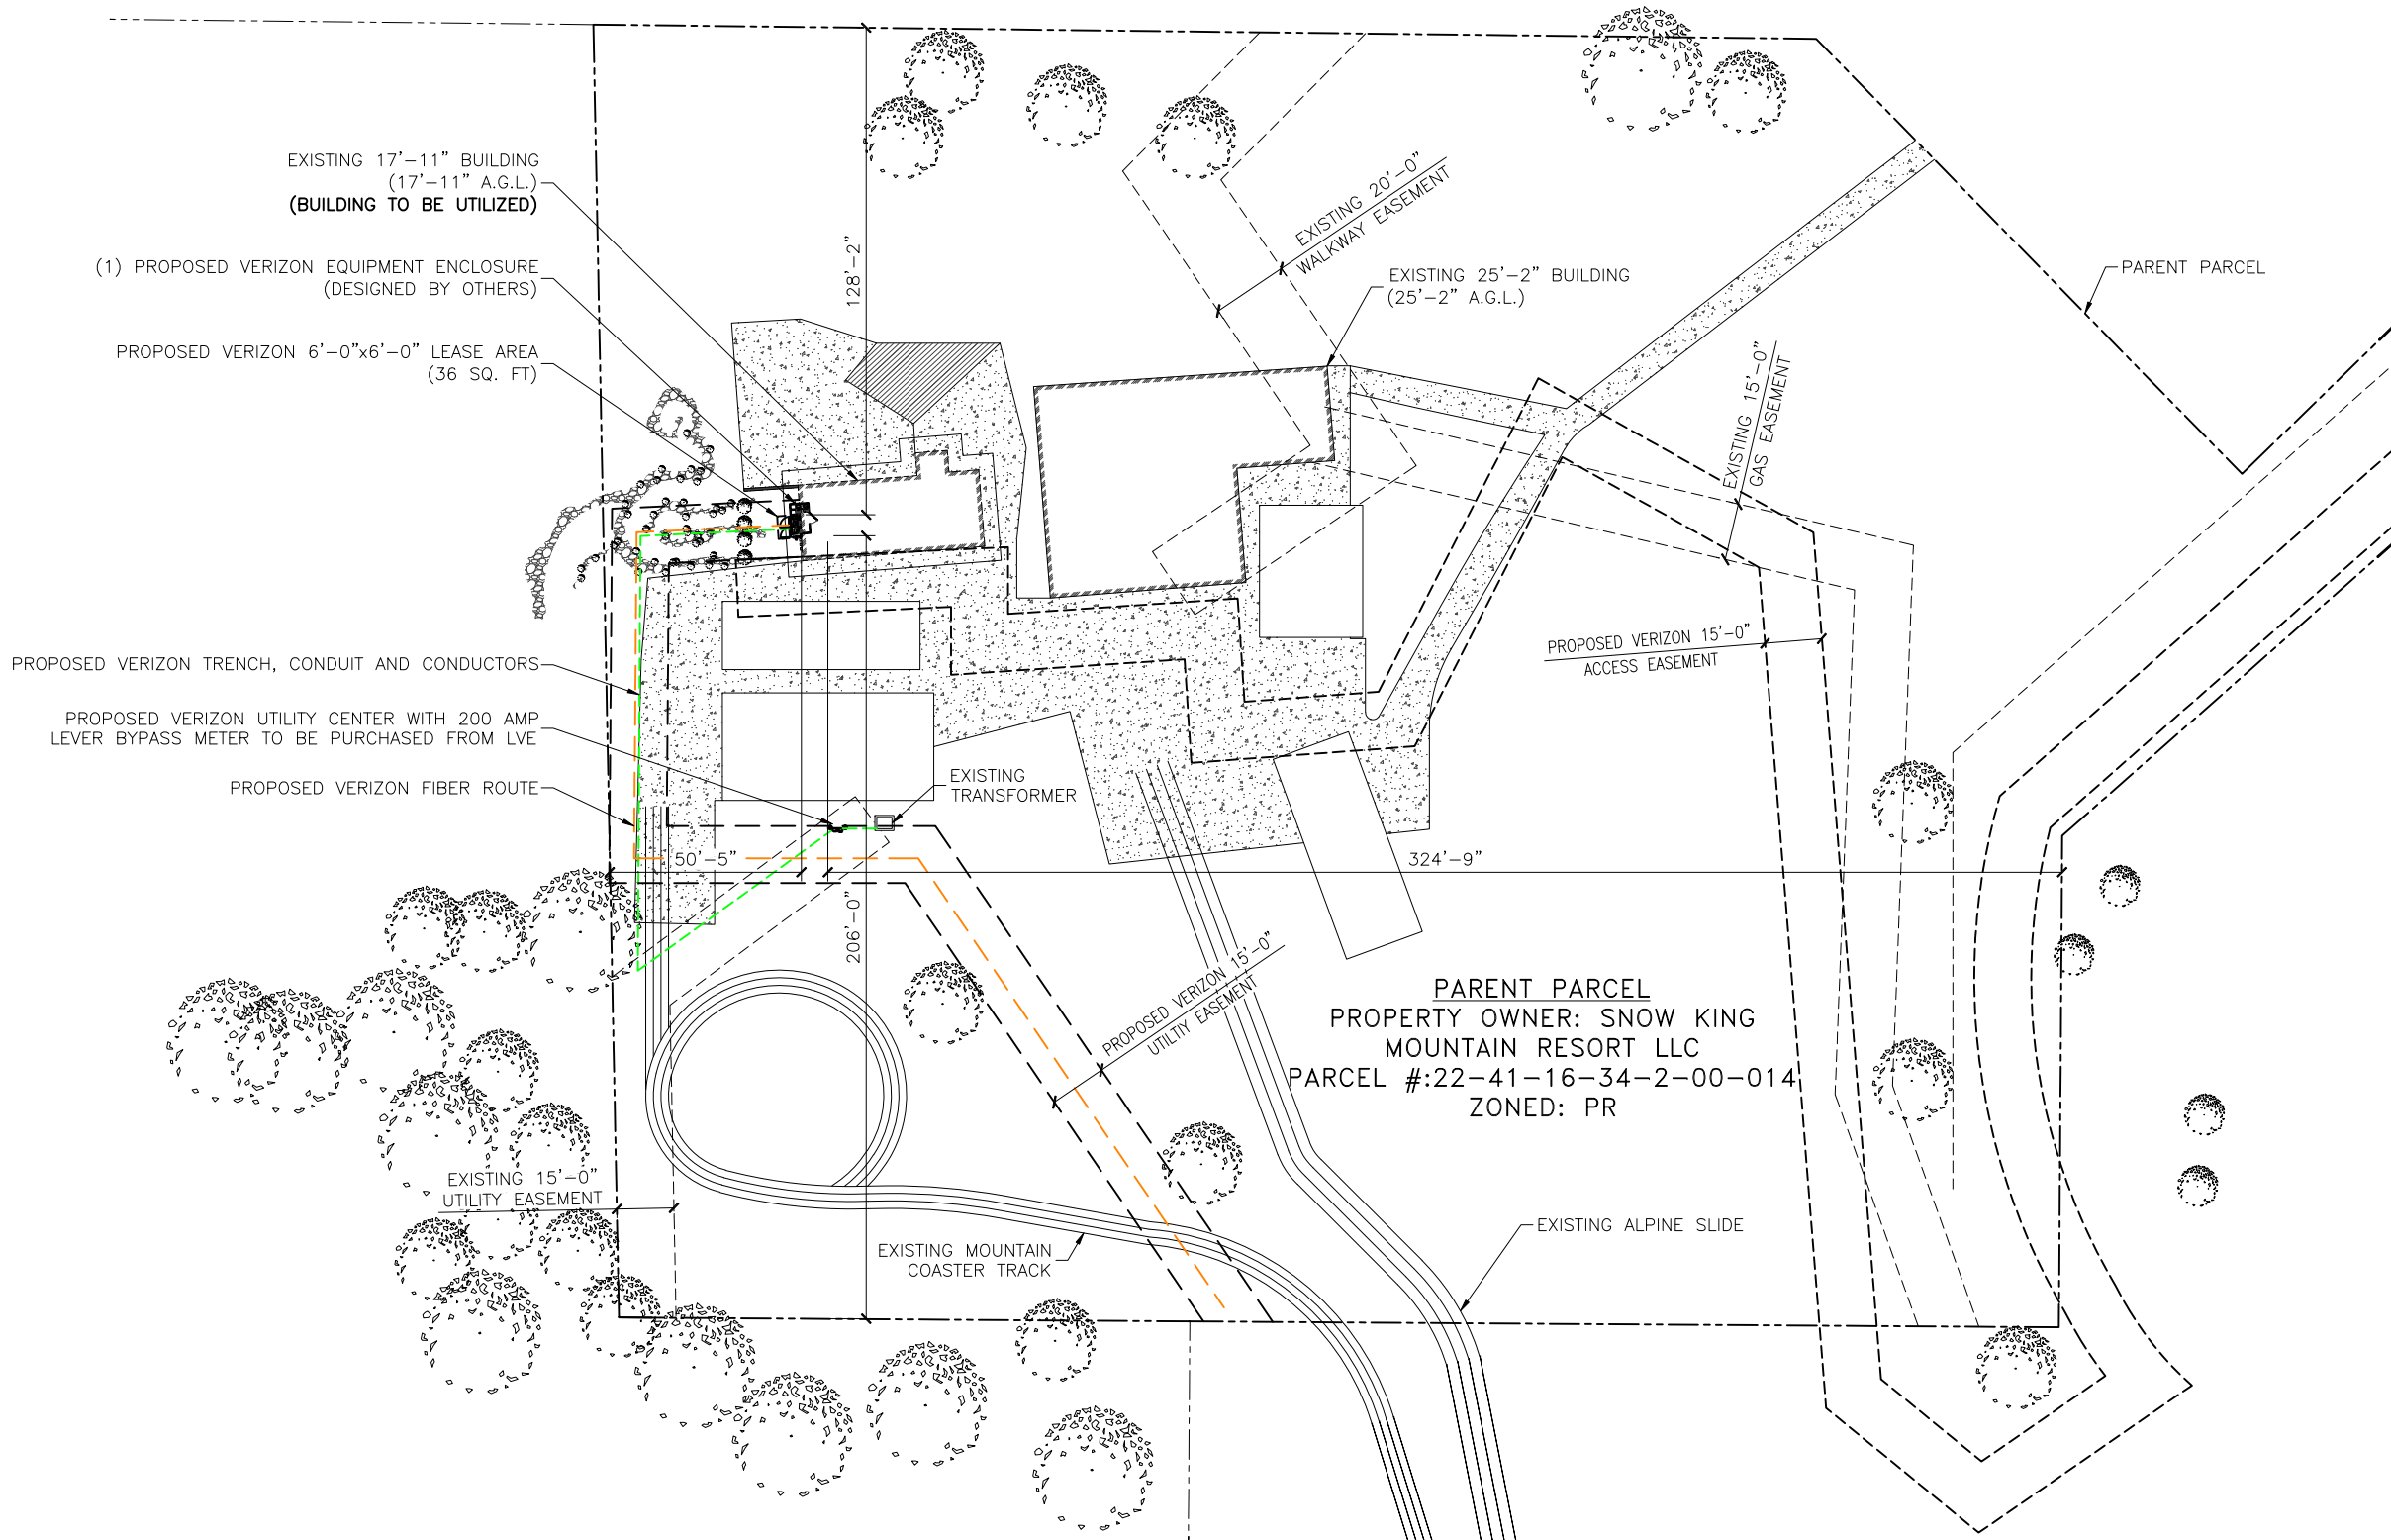 EXISTING 17'-11" BUILDING
(17'-11" A.G.L.)
(BUILDING TO BE UTILIZED)
(1) PROPOSED VERIZON EQUIPMENT ENCLOSURE
(DESIGNED BY OTHERS)
PROPOSED VERIZON 6'-0"x6'-0" LEASE AREA
(36 SQ. FT)
128'-2"
EXISTING 20'-0"
WALKWAY EASEMENT
EXISTING 25'-2" BUILDING
(25'-2" A.G.L.)
PARENT PARCEL
EXISTING 15'-0"
GAS EASEMENT
PROPOSED VERIZON TRENCH, CONDUIT AND CONDUCTORS
PROPOSED VERIZON UTILITY CENTER WITH 200 AMP
LEVER BYPASS METER TO BE PURCHASED FROM LVE
PROPOSED VERIZON FIBER ROUTE
EXISTING
TRANSFORMER
PROPOSED VERIZON 15'-0"
ACCESS EASEMENT
50'-5"
324'-9"
206'-0"
PROPOSED VERIZON 15'-0"
UTILTIY EASEMENT
PARENT PARCEL
PROPERTY OWNER: SNOW KING
MOUNTAIN RESORT LLC
PARCEL #:22-41-16-34-2-00-014
ZONED: PR
EXISTING 15'-0"
UTILITY EASEMENT
EXISTING MOUNTAIN
COASTER TRACK
EXISTING ALPINE SLIDE